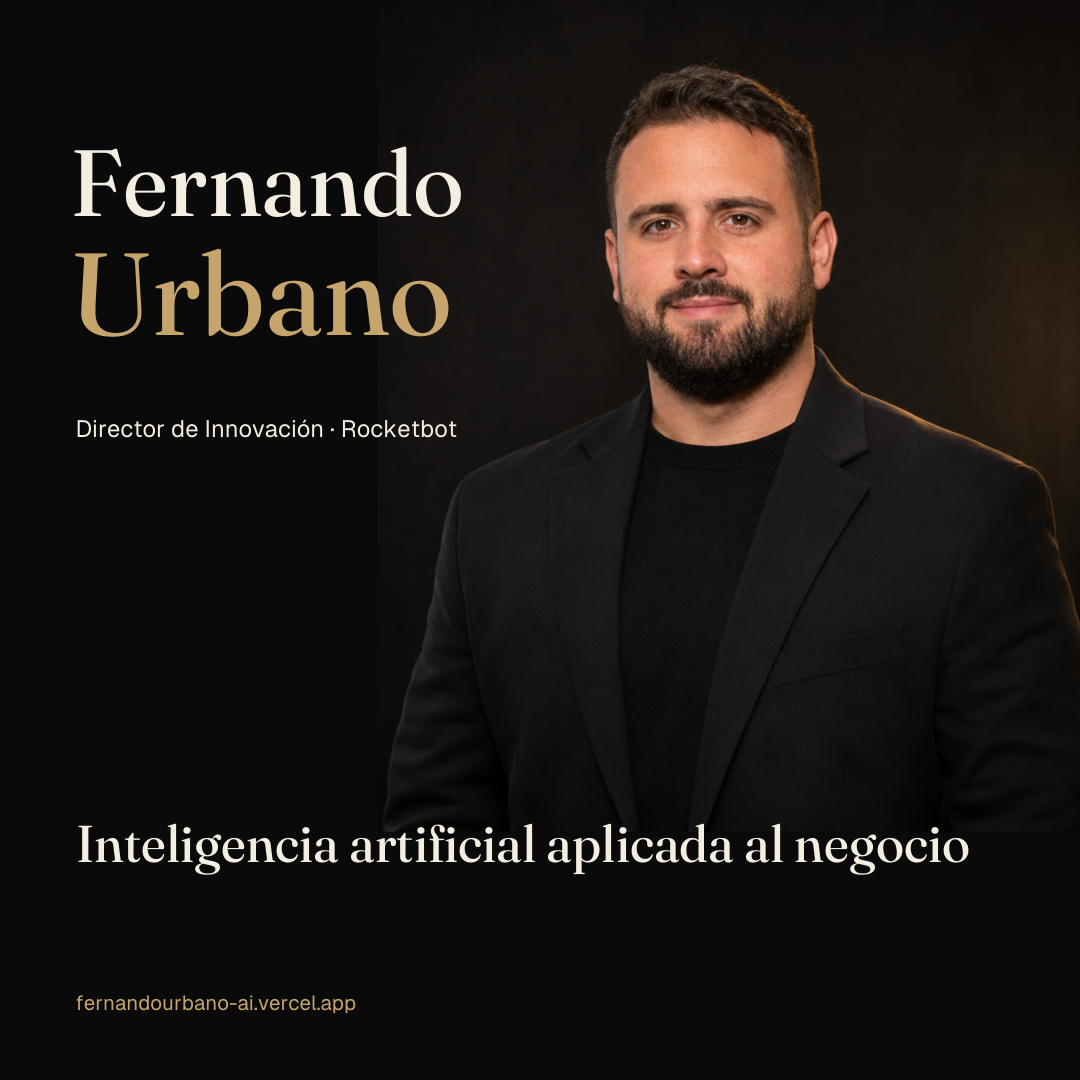 Fernando
Urbano
Director de Innovación · Rocketbot
Inteligencia artificial aplicada al negocio
fernandourbano-ai.vercel.app